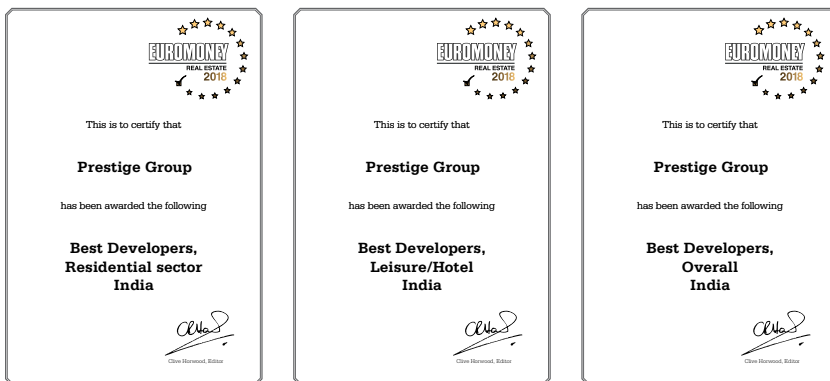 EUROMONEY
REAL ESTATE
2018
This is to certify that
Prestige Group
has been awarded the following
Best Developers,
Residential sector
India
Clive Horwood, Editor
EUROMONEY
REAL ESTATE
2018
This is to certify that
Prestige Group
has been awarded the following
Best Developers,
Leisure/Hotel
India
Clive Horwood, Editor
EUROMONEY
REAL ESTATE
2018
This is to certify that
Prestige Group
has been awarded the following
Best Developers,
Overall
India
Clive Horwood, Editor